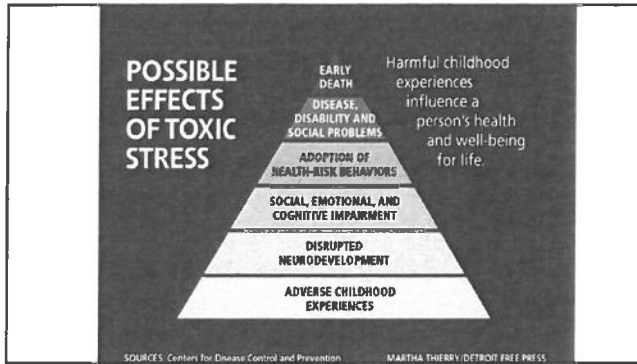 POSSIBLE
EFFECTS
OF TOXIC
STRESS
Harmful childhood
experiences
influence a
person's health
and well-being
for life.
EARLY
DEATH
DISEASE,
DISABILITY AND
SOCIAL PROBLEMS
ADOPTION OF
HEALTH-RISK BEHAVIORS
SOCIAL, EMOTIONAL, AND
COGNITIVE IMPAIRMENT
DISRUPTED
NEURODEVELOPMENT
ADVERSE CHILDHOOD
EXPERIENCES
SOURCES: Centers for Disease Control and Prevention
MARTHA THIERRY/DETROIT FREE PRESS